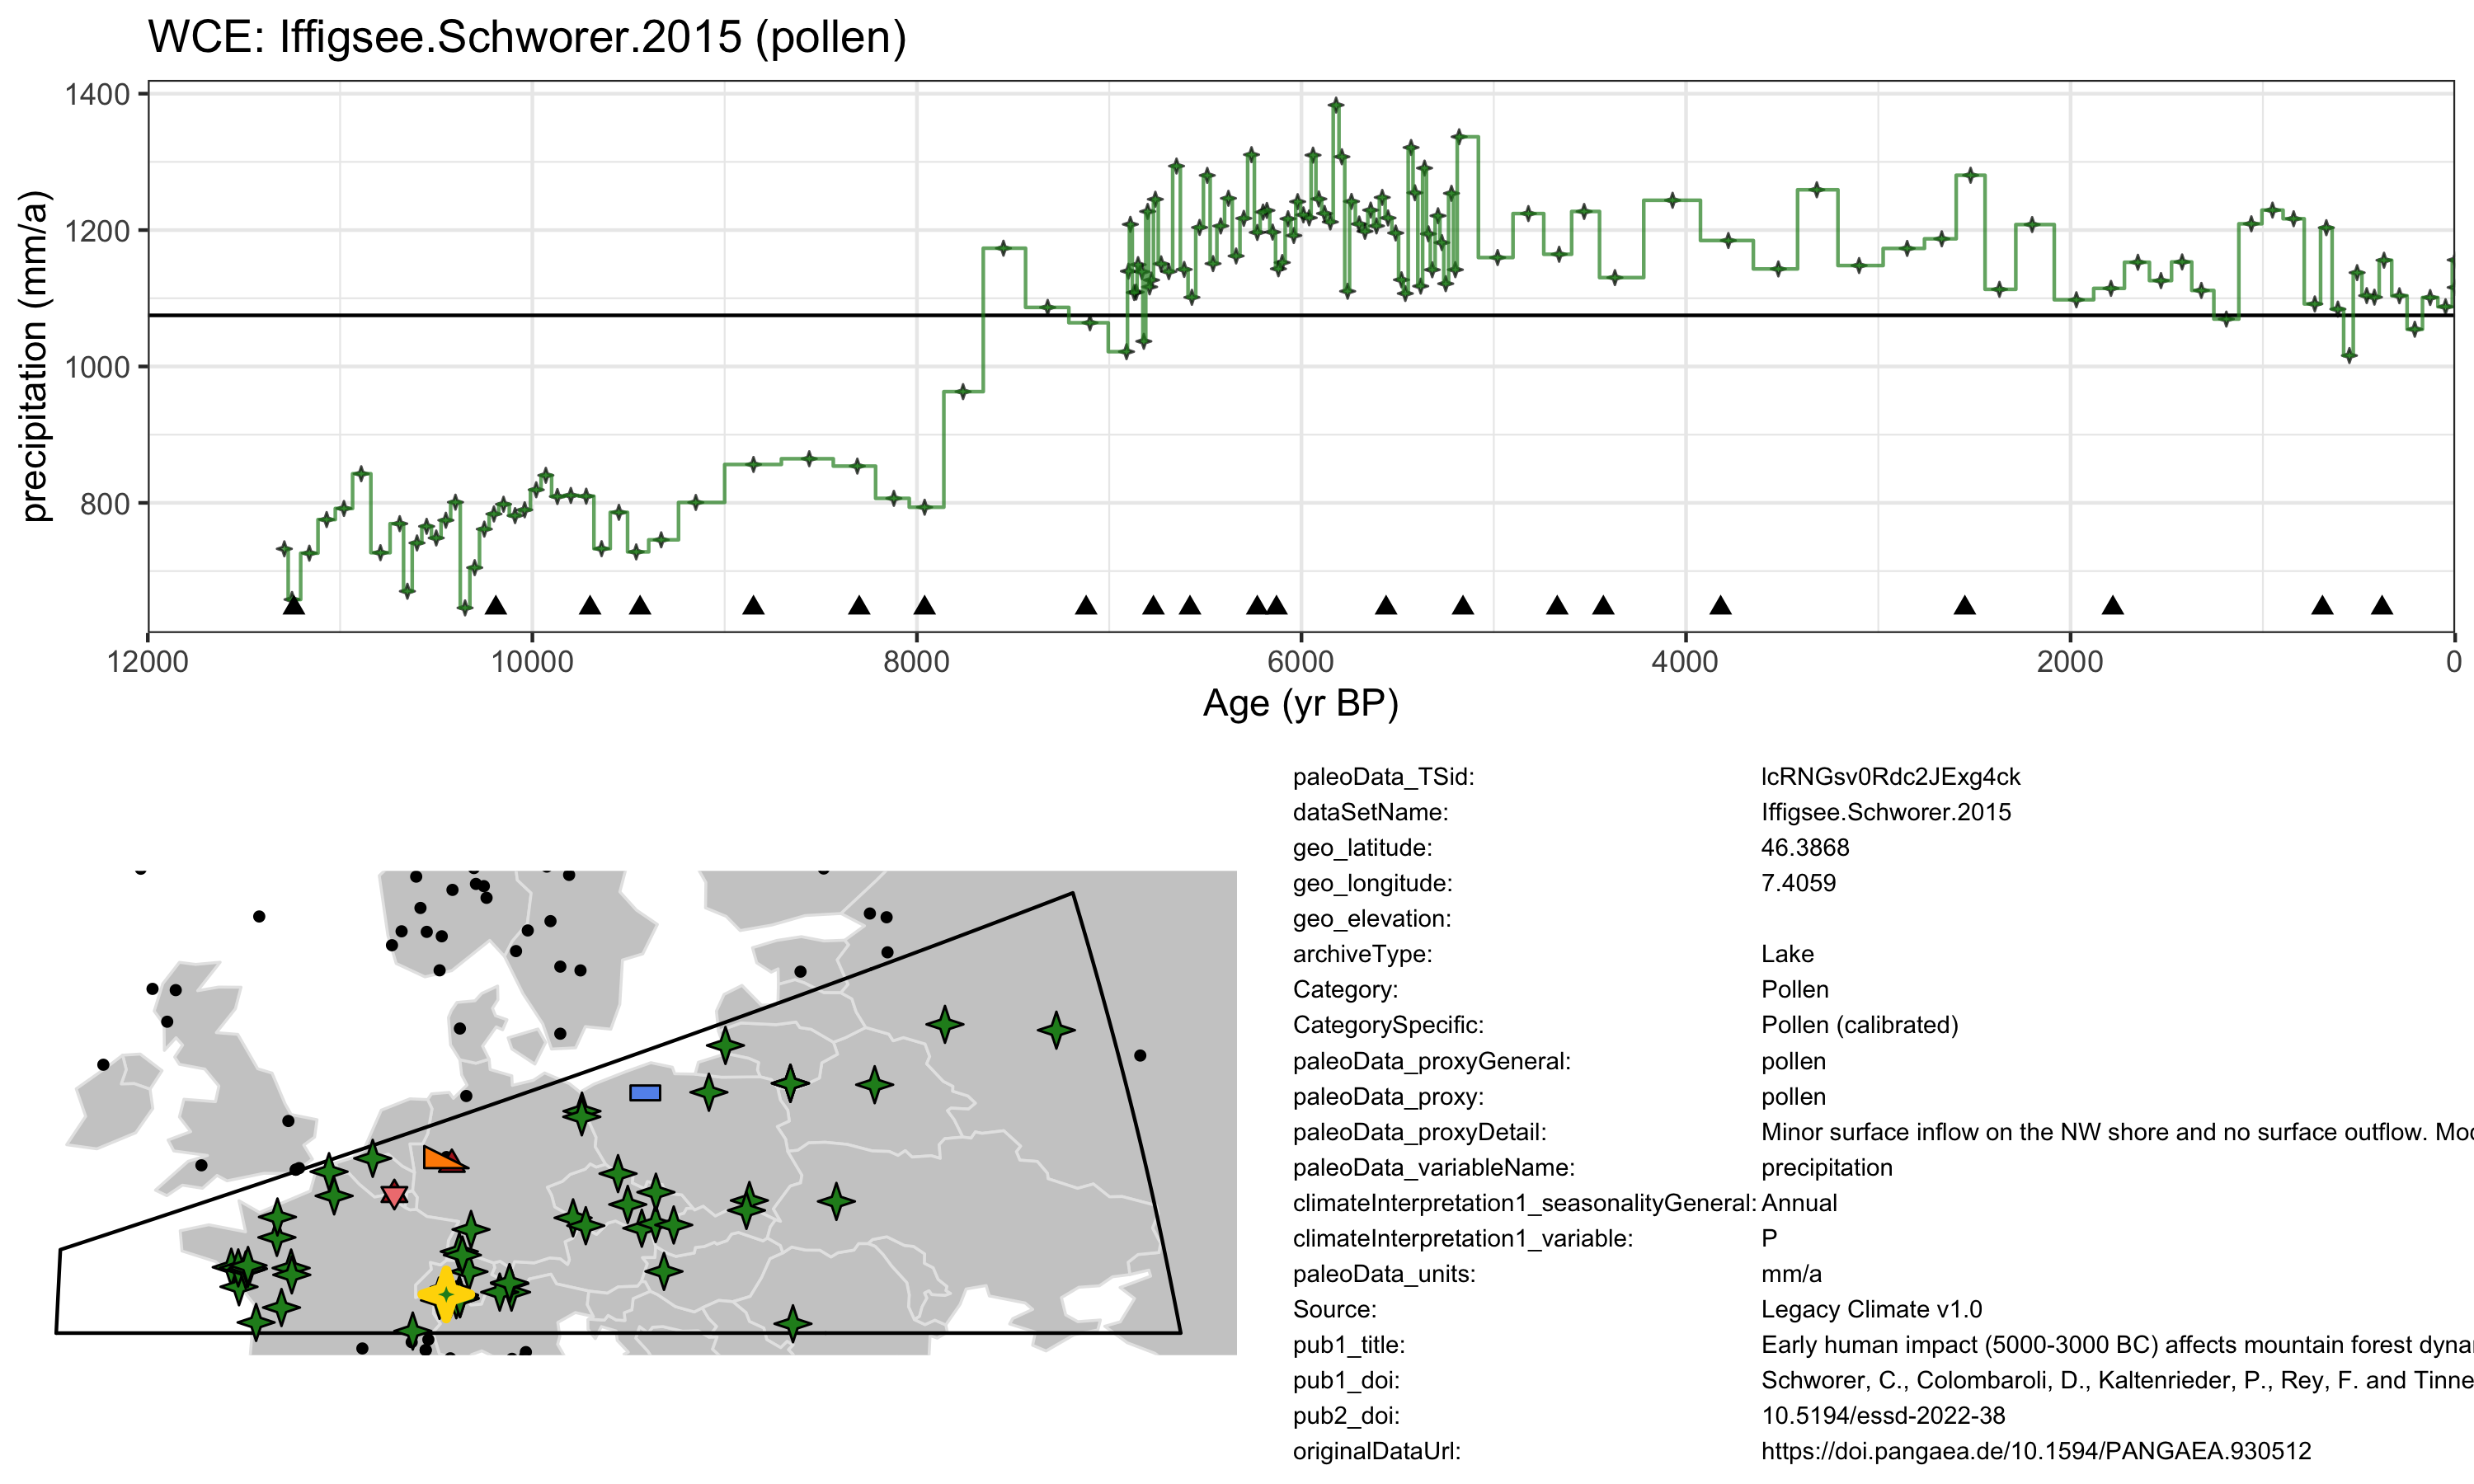 WCE: Iffigsee.Schworer.2015 (pollen)
precipitation (mm/a)
1400
1200
1000
800
12000 10000 8000 6000 4000 2000 0
Age (yr BP)
paleoData_TSid: lcRNGsv0Rdc2JExg4ck
dataSetName: Iffigsee.Schworer.2015
geo_latitude: 46.3868
geo_longitude: 7.4059
geo_elevation:
archiveType: Lake
Category: Pollen
CategorySpecific: Pollen (calibrated)
paleoData_proxyGeneral: pollen
paleoData_proxy: pollen
paleoData_proxyDetail: Minor surface inflow on the NW shore and no surface outflow. Moc
paleoData_variableName: precipitation
climateInterpretation1_seasonalityGeneral: Annual
climateInterpretation1_variable: P
paleoData_units: mm/a
Source: Legacy Climate v1.0
pub1_title: Early human impact (5000-3000 BC) affects mountain forest dyna
pub1_doi: Schworer, C., Colombaroli, D., Kaltenrieder, P., Rey, F. and Tinne
pub2_doi: 10.5194/essd-2022-38
originalDataUrl: https://doi.pangaea.de/10.1594/PANGAEA.930512